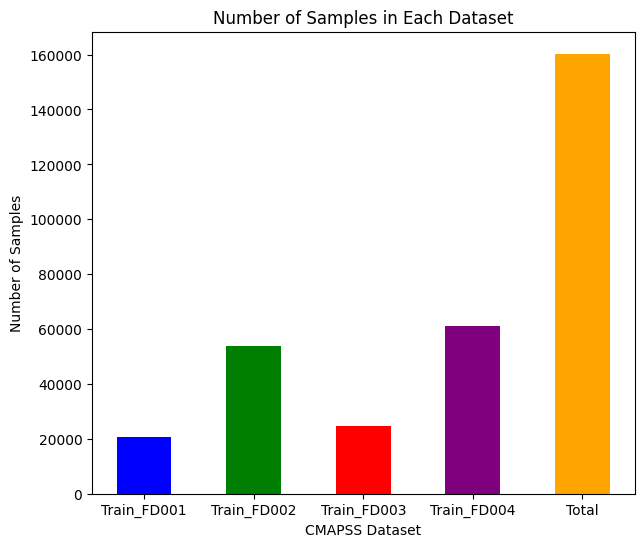 Number of Samples in Each Dataset
Number of Samples
160000
140000
120000
100000
80000
60000
40000
20000
0
Train_FD001 Train_FD002 Train_FD003 Train_FD004 Total
CMAPSS Dataset